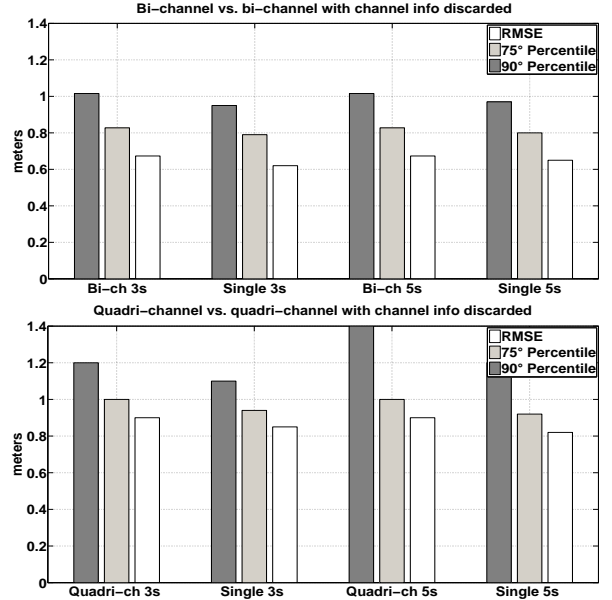 Bi−channel vs. bi−channel with channel info discarded
1.4
1.2
1
0.8
0.6
0.4
0.2
0
meters
RMSE
75° Percentile
90° Percentile
Bi−ch 3s Single 3s Bi−ch 5s Single 5s
Quadri−channel vs. quadri−channel with channel info discarded
1.4
1.2
1
0.8
0.6
0.4
0.2
0
meters
RMSE
75° Percentile
90° Percentile
Quadri−ch 3s Single 3s Quadri−ch 5s Single 5s